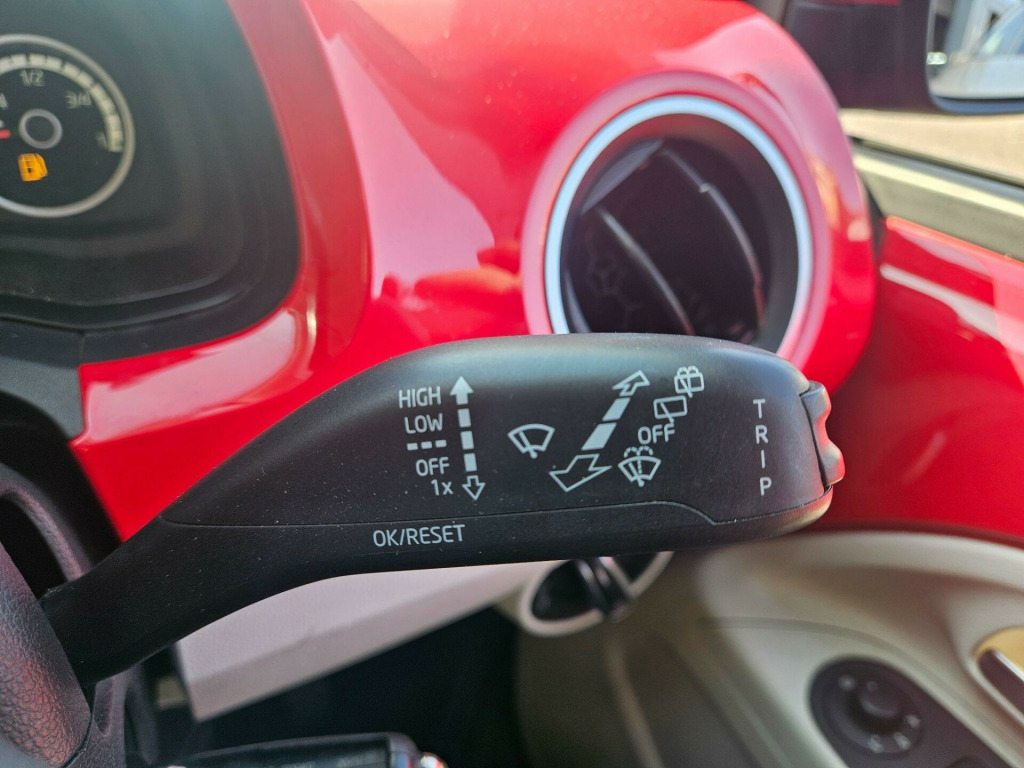 1/2
3/4
HIGH
LOW
OFF
1x
OFF
TRIP
OK/RESET